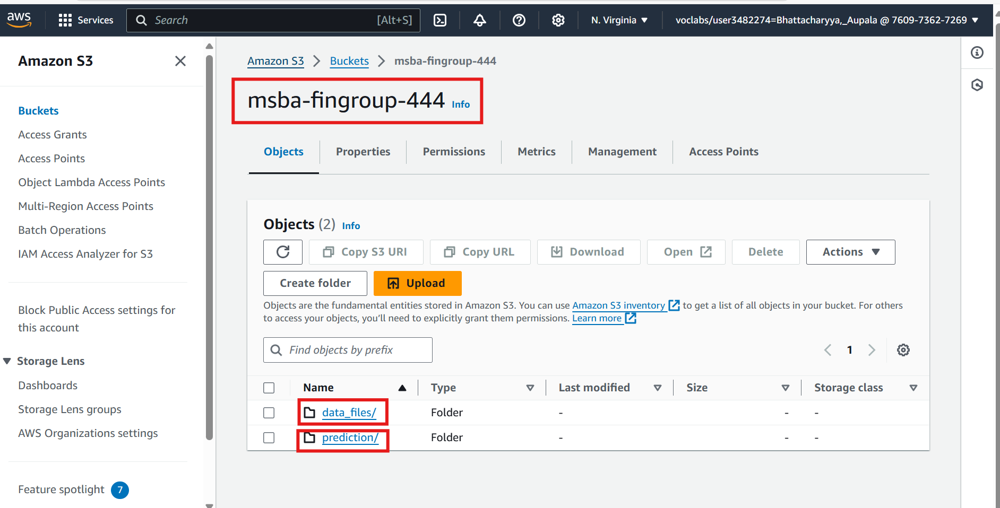 aws
Services
Search
[Alt+S]
N. Virginia
voclabs/user3482274=Bhattacharyya,_Aupala @ 7609-7362-7269
Amazon S3
Buckets
Access Grants
Access Points
Object Lambda Access Points
Multi-Region Access Points
Batch Operations
IAM Access Analyzer for S3
Block Public Access settings for
this account
Storage Lens
Dashboards
Storage Lens groups
AWS Organizations settings
Feature spotlight 7
Amazon S3 > Buckets > msba-fingroup-444
msba-fingroup-444 Info
Objects Properties Permissions Metrics Management Access Points
Objects (2) Info
Copy S3 URI Copy URL Download Open Delete Actions
Create folder Upload
Objects are the fundamental entities stored in Amazon S3. You can use Amazon S3 inventory to get a list of all objects in your bucket. For others
to access your objects, you’ll need to explicitly grant them permissions. Learn more
Find objects by prefix
1
Name Type Last modified Size Storage class
data_files/ Folder - - -
prediction/ Folder - - -